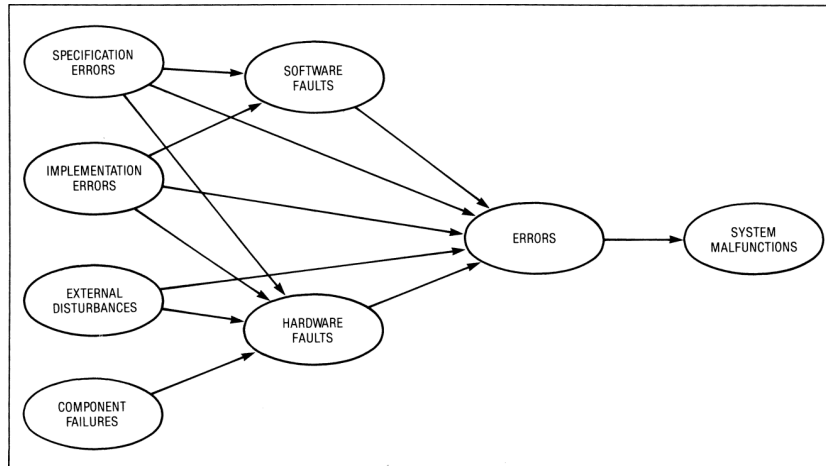 SPECIFICATION
ERRORS
SOFTWARE
FAULTS
IMPLEMENTATION
ERRORS
ERRORS
SYSTEM
MALFUNCTIONS
EXTERNAL
DISTURBANCES
HARDWARE
FAULTS
COMPONENT
FAILURES